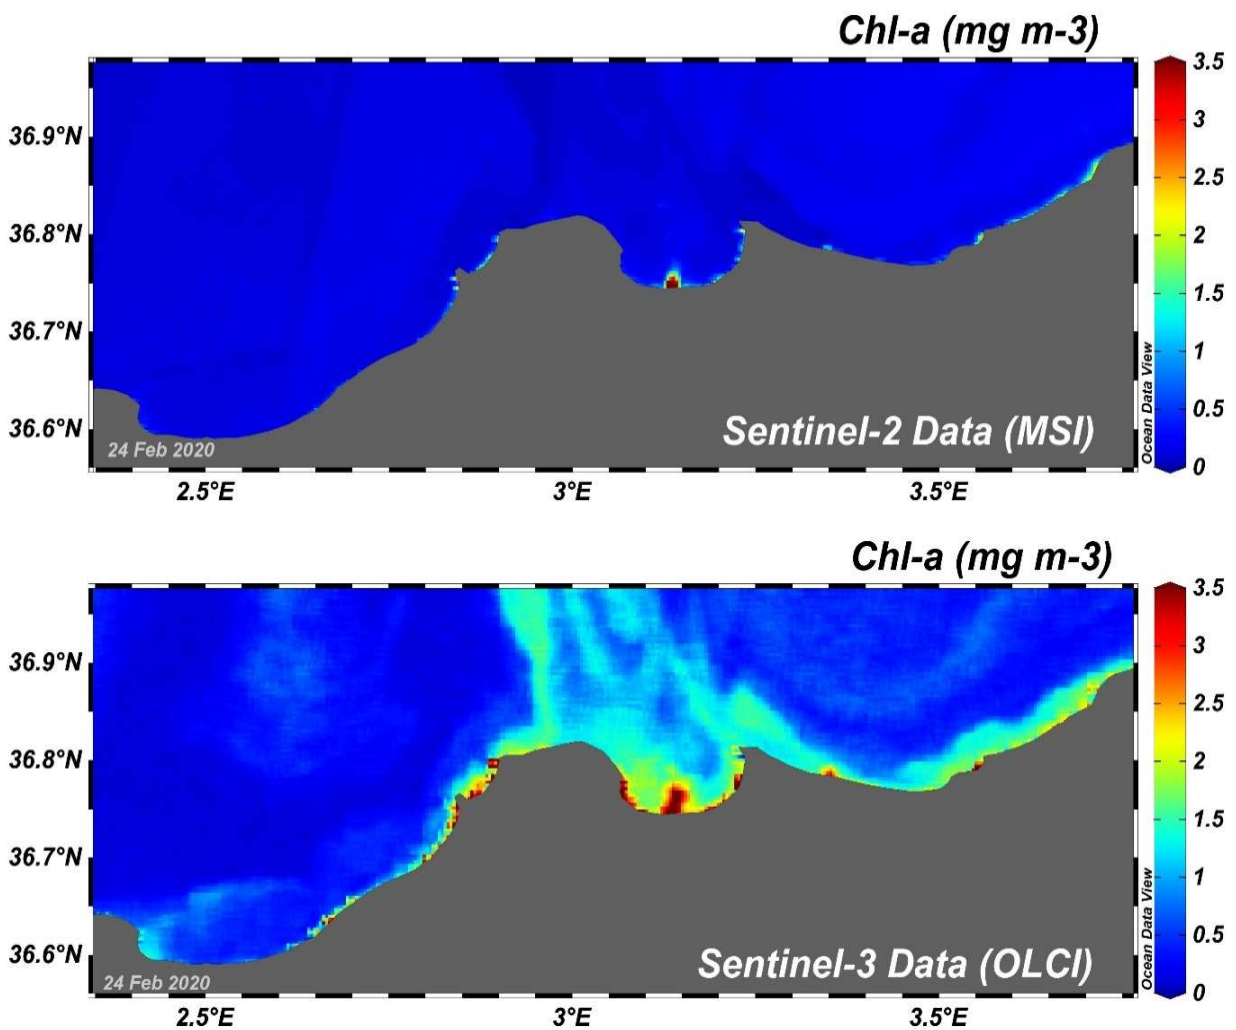 Chl-a (mg m-3)
3.5
36.9°N
3
2.5
36.8°N
2
1.5
36.7°N
1
Ocean Data View
0.5
36.6°N
Sentinel-2 Data (MSI)
24 Feb 2020
0
2.5°E
3°E
3.5°E
Chl-a (mg m-3)
3.5
36.9°N
3
2.5
36.8°N
2
1.5
36.7°N
1
Ocean Data View
0.5
36.6°N
Sentinel-3 Data (OLCI)
24 Feb 2020
0
2.5°E
3°E
3.5°E